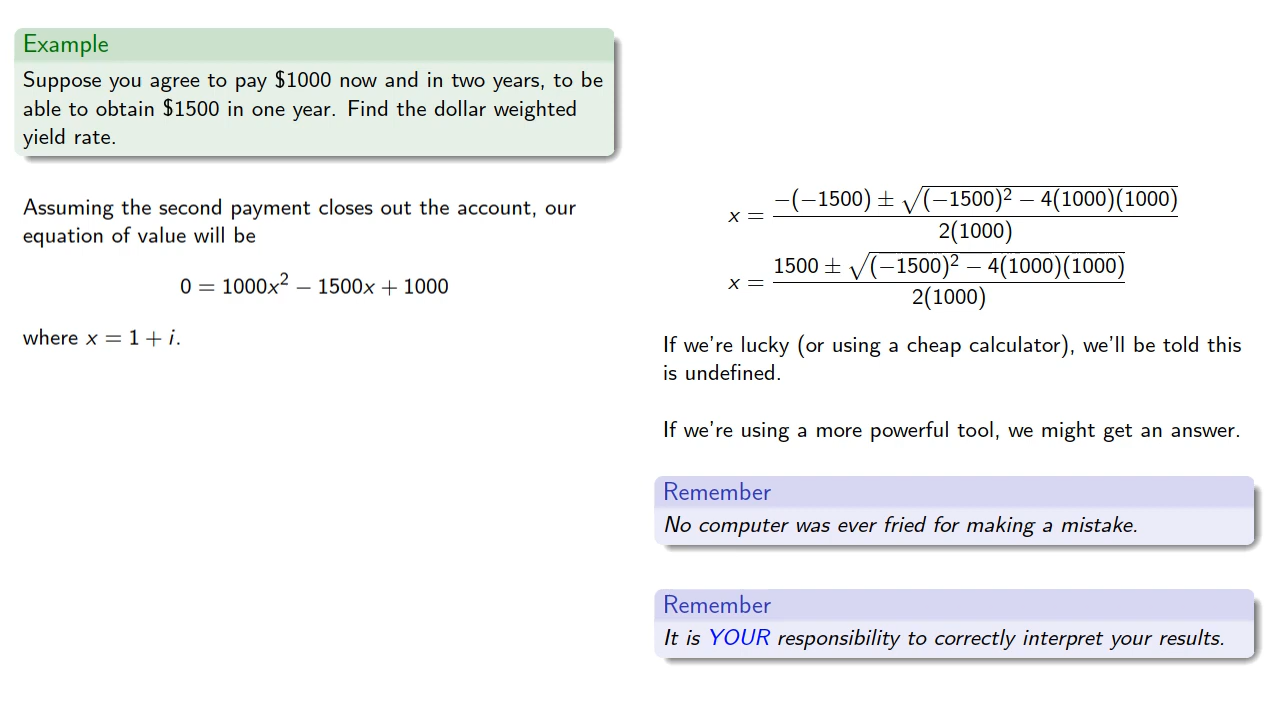 Example
Suppose you agree to pay $1000 now and in two years, to be
able to obtain $1500 in one year. Find the dollar weighted
yield rate.
Assuming the second payment closes out the account, our
equation of value will be
0 = 1000x² − 1500x + 1000
where x = 1 + i.
x = (−(−1500) ± √((−1500)² − 4(1000)(1000))) / 2(1000)
x = (1500 ± √((−1500)² − 4(1000)(1000))) / 2(1000)
If we're lucky (or using a cheap calculator), we'll be told this
is undefined.
If we're using a more powerful tool, we might get an answer.
Remember
No computer was ever fried for making a mistake.
Remember
It is YOUR responsibility to correctly interpret your results.